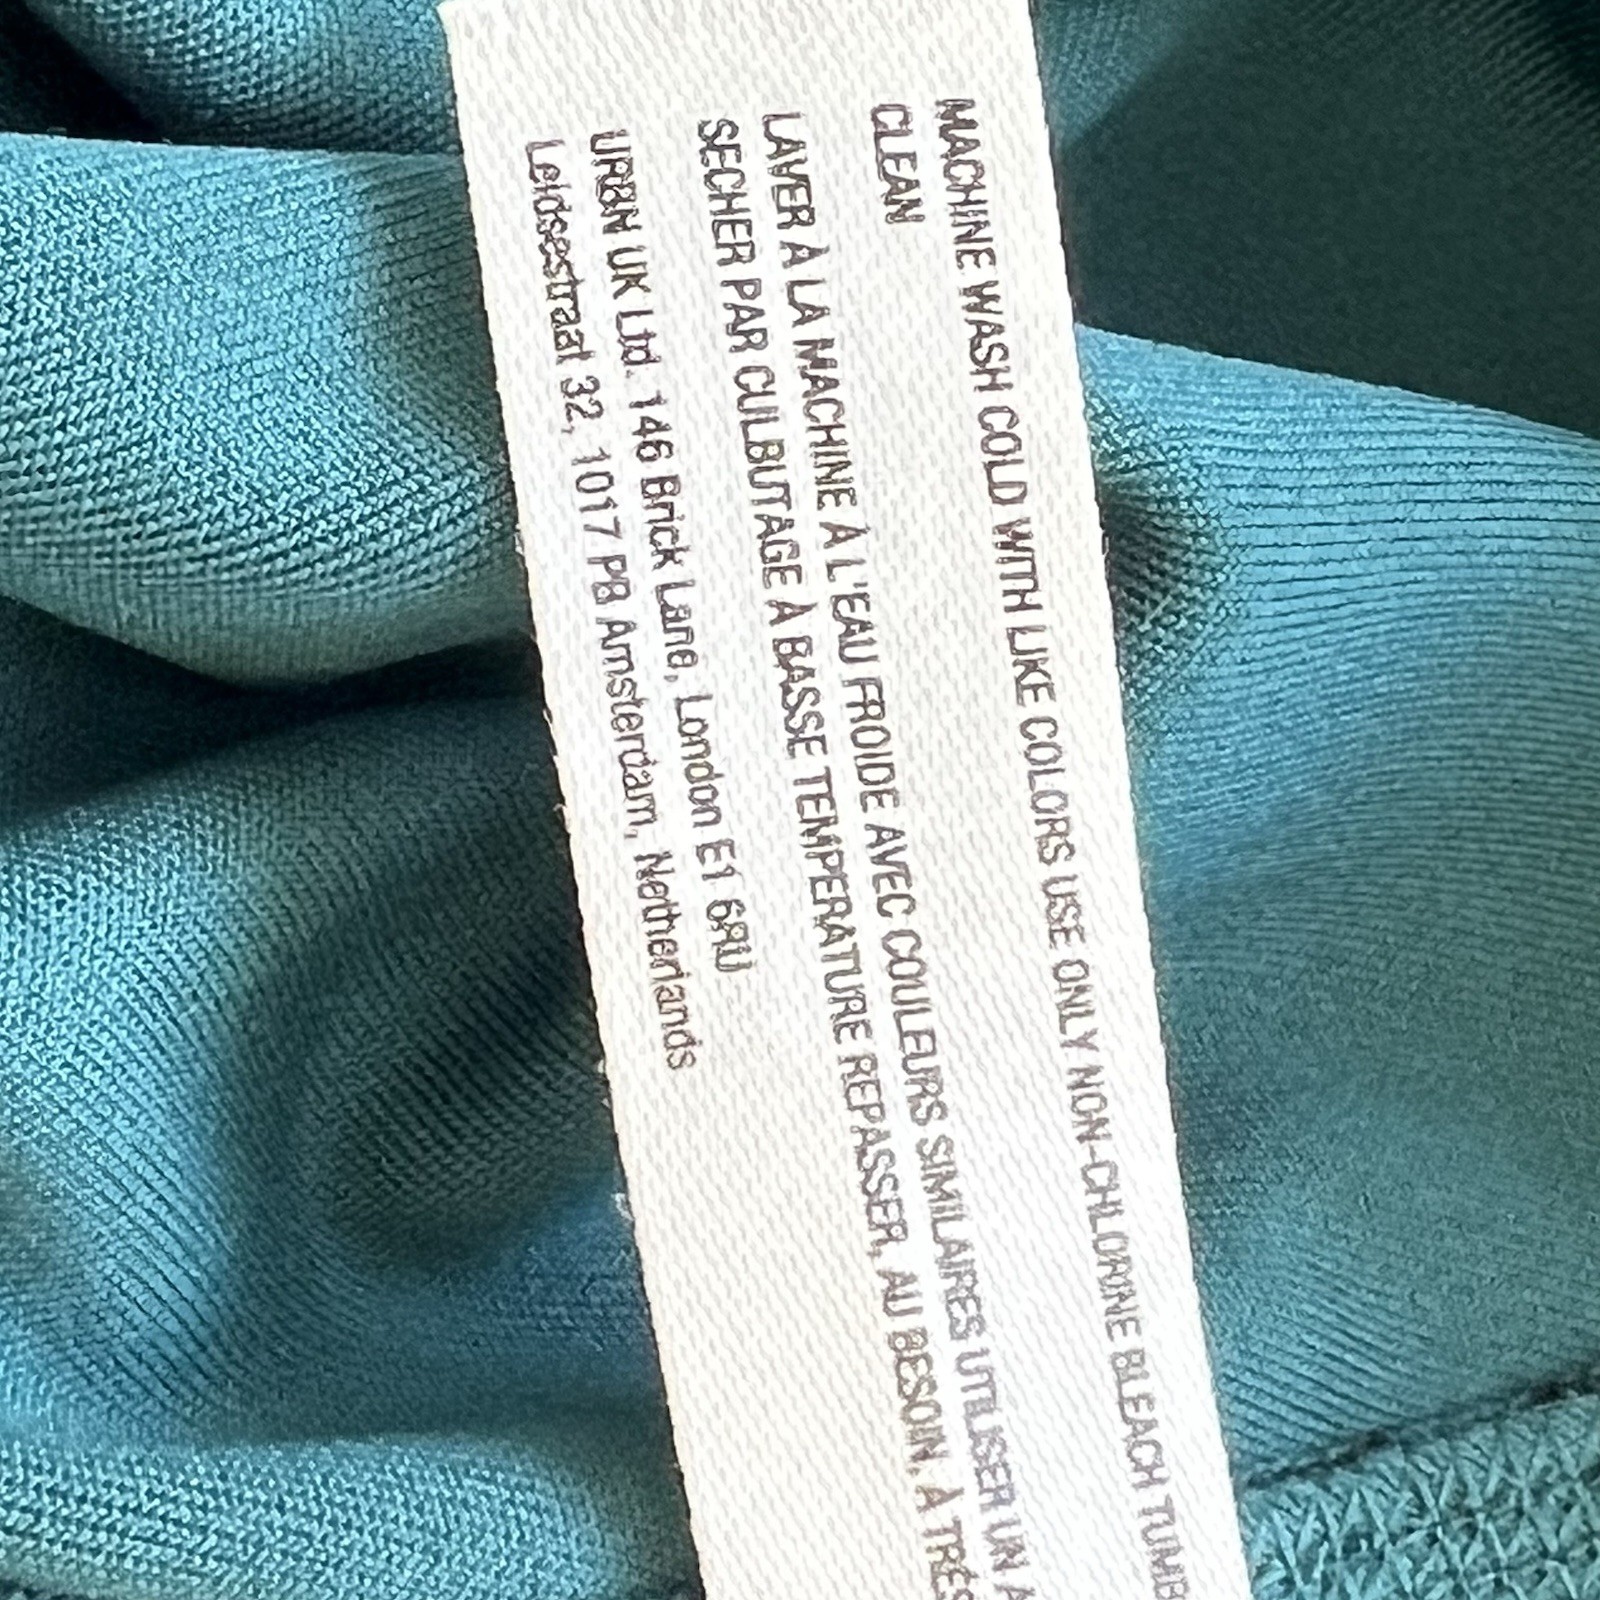 MACHINE WASH COLD WITH LIKE COLORS USE ONLY NON-CHLORINE BLEACH TUMB
CLEAN
LAVER À LA MACHINE À L'EAU FROIDE AVEC COULEURS SIMILAIRES UTILISER UN A
SECHER PAR CULBUTAGE À BASSE TEMPERATURE REPASSER, AU BESOIN, À TRÉS
URBN UK Ltd. 146 Brick Lane, London E1 6RU
Leidsestraat 32, 1017 PB Amsterdam, Netherlands